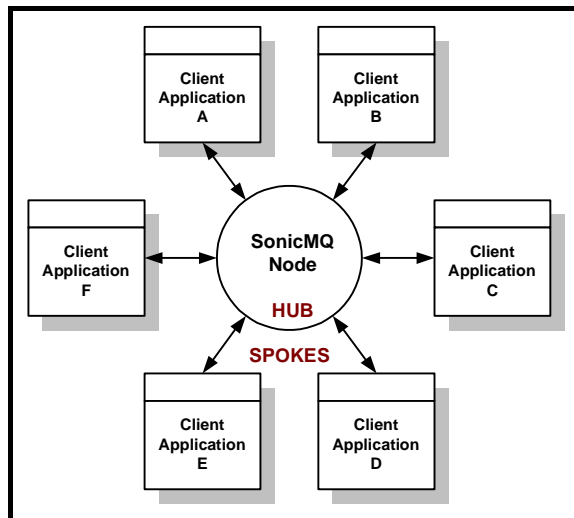 Client
Application
A
Client
Application
B
SonicMQ
Node
Client
Application
F
Client
Application
C
HUB
SPOKES
Client
Application
E
Client
Application
D